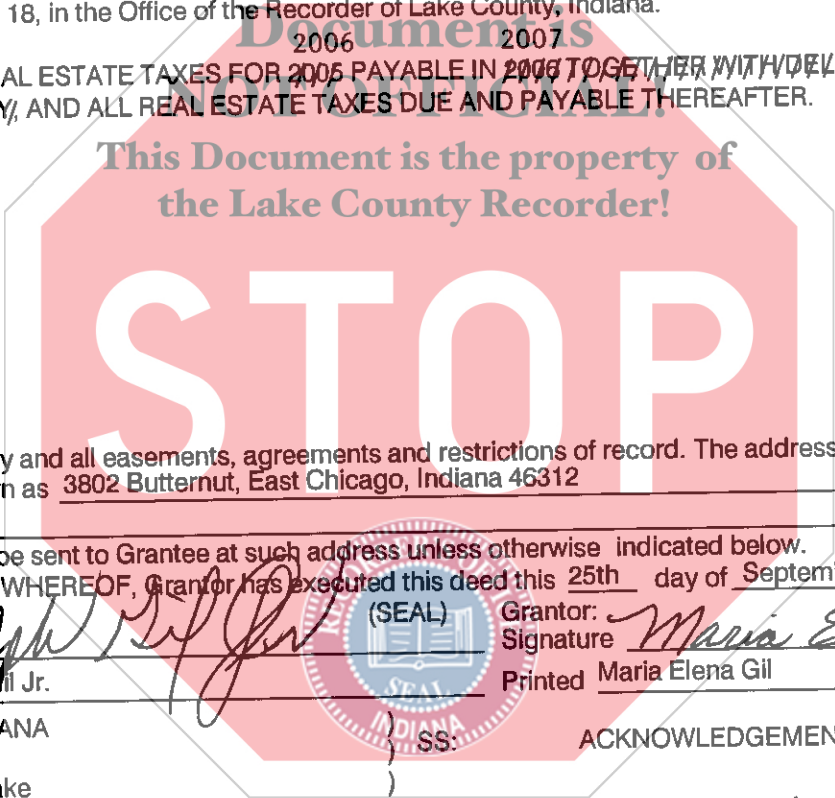 18, in the Office of the Recorder of Lake County, Indiana.
Document is
2006 2007
AL ESTATE TAXES FOR 2005 PAYABLE IN 2006 TOGETHER WITH DEL
NOT OFFICIAL!
Y, AND ALL REAL ESTATE TAXES DUE AND PAYABLE THEREAFTER.
This Document is the property of
the Lake County Recorder!
STOP
y and all easements, agreements and restrictions of record. The address
n as 3802 Butternut, East Chicago, Indiana 46312
be sent to Grantee at such address unless otherwise indicated below.
WHEREOF, Grantor has executed this deed this 25th day of Septem
(SEAL) Grantor:
Signature Maria E
il Jr. Printed Maria Elena Gil
SEAL
INDIANA
ANA SS: ACKNOWLEDGEMEN
ake